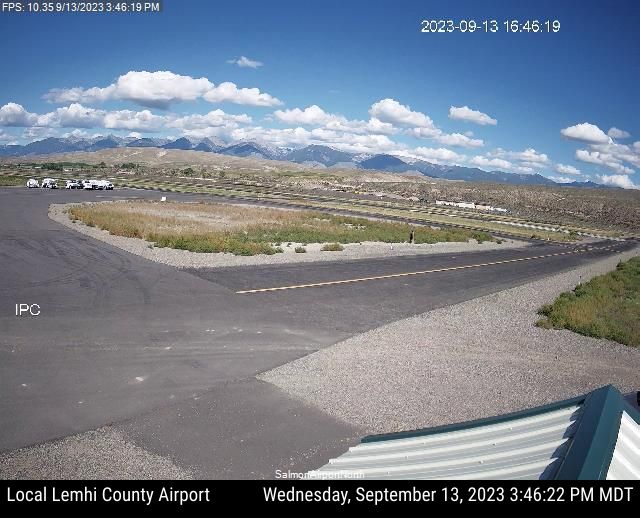 FPS: 10.35 9/13/2023 3:46:19 PM
2023-09-13 16:46:19
IPC
SalmonAirport.com
Local Lemhi County Airport Wednesday, September 13, 2023 3:46:22 PM MDT